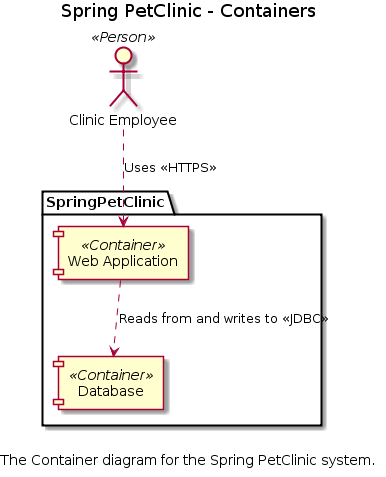 Spring PetClinic - Containers
«Person»
Clinic Employee
Uses «HTTPS»
SpringPetClinic
«Container»
Web Application
Reads from and writes to «JDBC»
«Container»
Database
The Container diagram for the Spring PetClinic system.